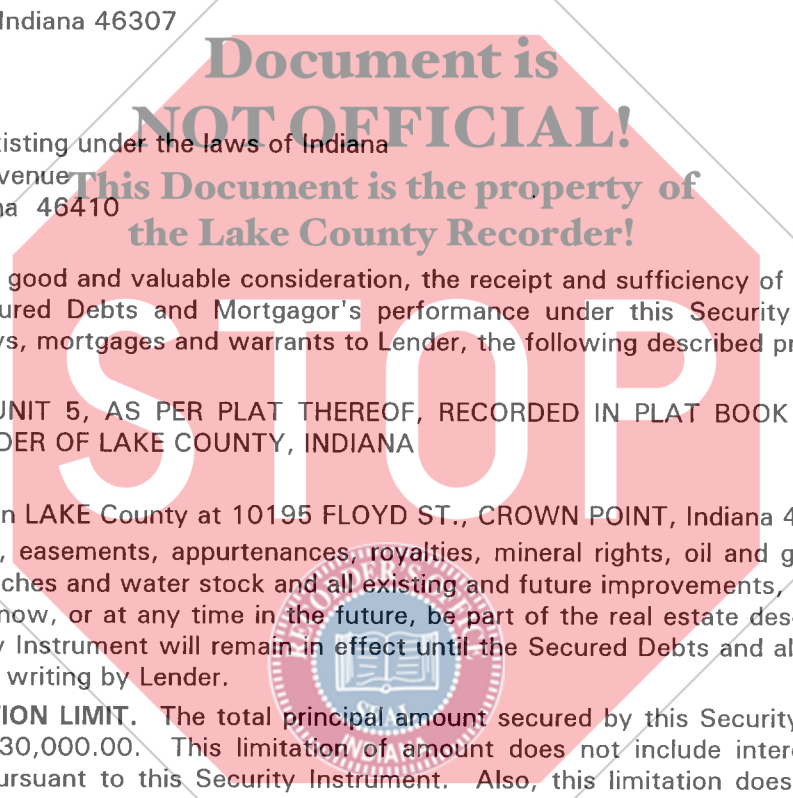 Indiana 46307
Document is
NOT OFFICIAL!
isting under the laws of Indiana
venue
This Document is the property of
na 46410
the Lake County Recorder!
good and valuable consideration, the receipt and sufficiency of
ured Debts and Mortgagor's performance under this Security
ys, mortgages and warrants to Lender, the following described pr
STOP
UNIT 5, AS PER PLAT THEREOF, RECORDED IN PLAT BOOK
DER OF LAKE COUNTY, INDIANA
n LAKE County at 10195 FLOYD ST., CROWN POINT, Indiana 4
, easements, appurtenances, royalties, mineral rights, oil and g
ches and water stock and all existing and future improvements,
now, or at any time in the future, be part of the real estate des
y Instrument will remain in effect until the Secured Debts and al
writing by Lender.
SEAL
INDIANA
TION LIMIT. The total principal amount secured by this Security
30,000.00. This limitation of amount does not include inter
ursuant to this Security Instrument. Also, this limitation does